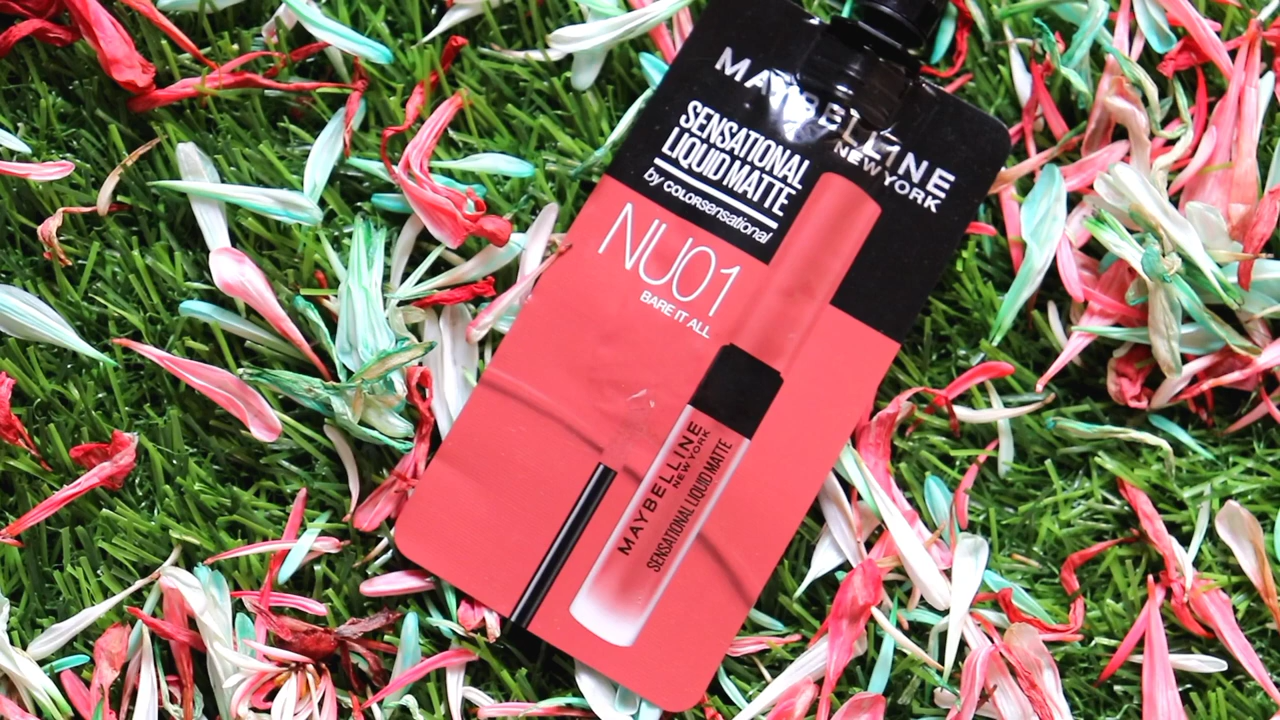 MAYBELLINE
NEW YORK
SENSATIONAL
LIQUID MATTE
by COLORsensational
NU01
BARE IT ALL
MAYBELLINE
NEW YORK
SENSATIONAL LIQUID MATTE